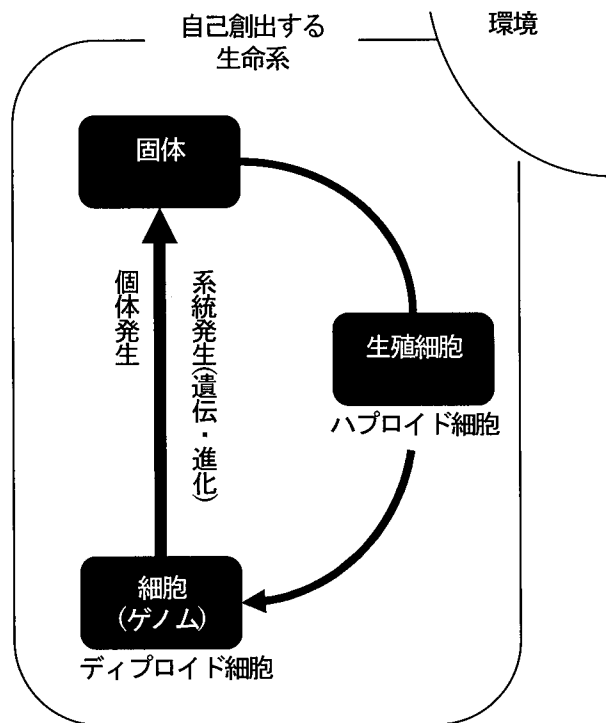 自己創出する
生命系
環境
固体
個体発生
系統発生(遺伝・進化)
生殖細胞
ハプロイド細胞
細胞
(ゲノム)
ディプロイド細胞